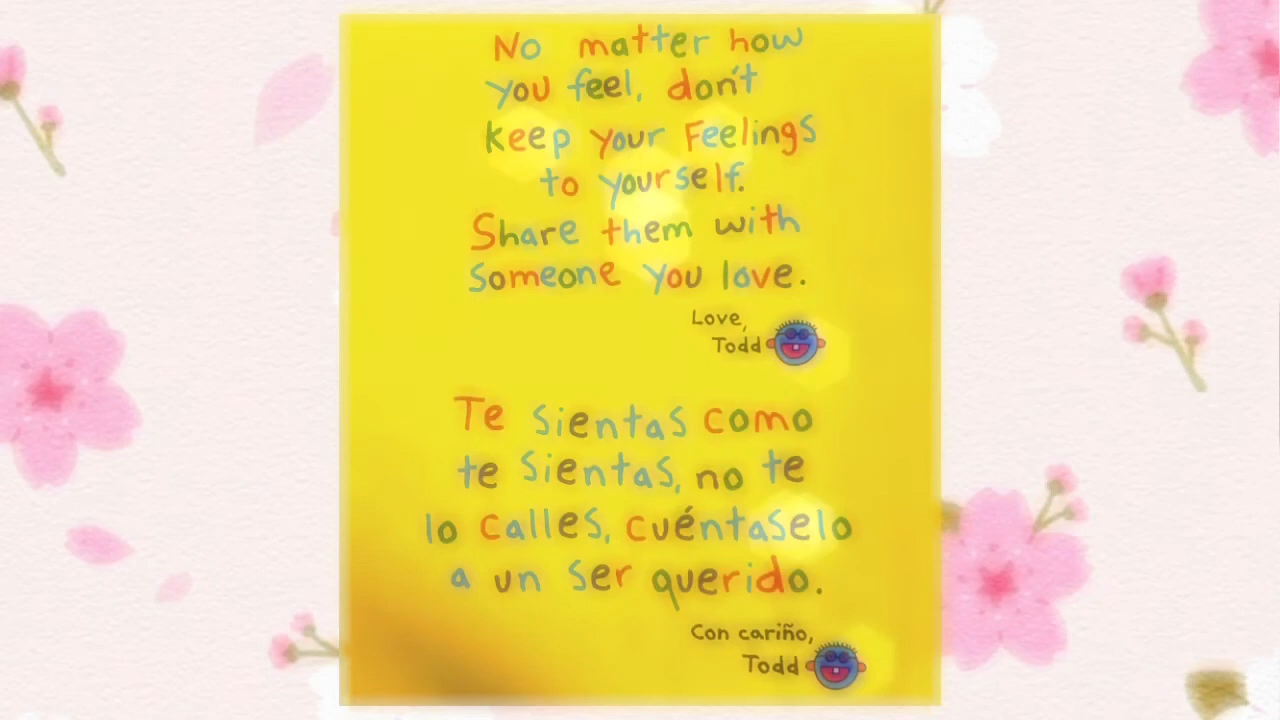 No matter how
you feel, don't
keep your Feelings
to yourself.
Share them with
someone you love.
Love,
Todd
Te sientas como
te sientas, no te
lo calles, cuéntaselo
a un ser querido.
Con cariño,
Todd